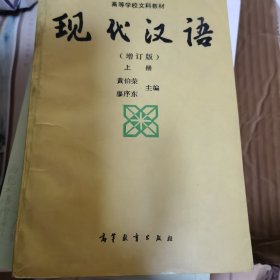 高等学校文科教材
现代汉语
（增订版）
上 册
黄伯荣
廖序东 主编
高等教育出版社